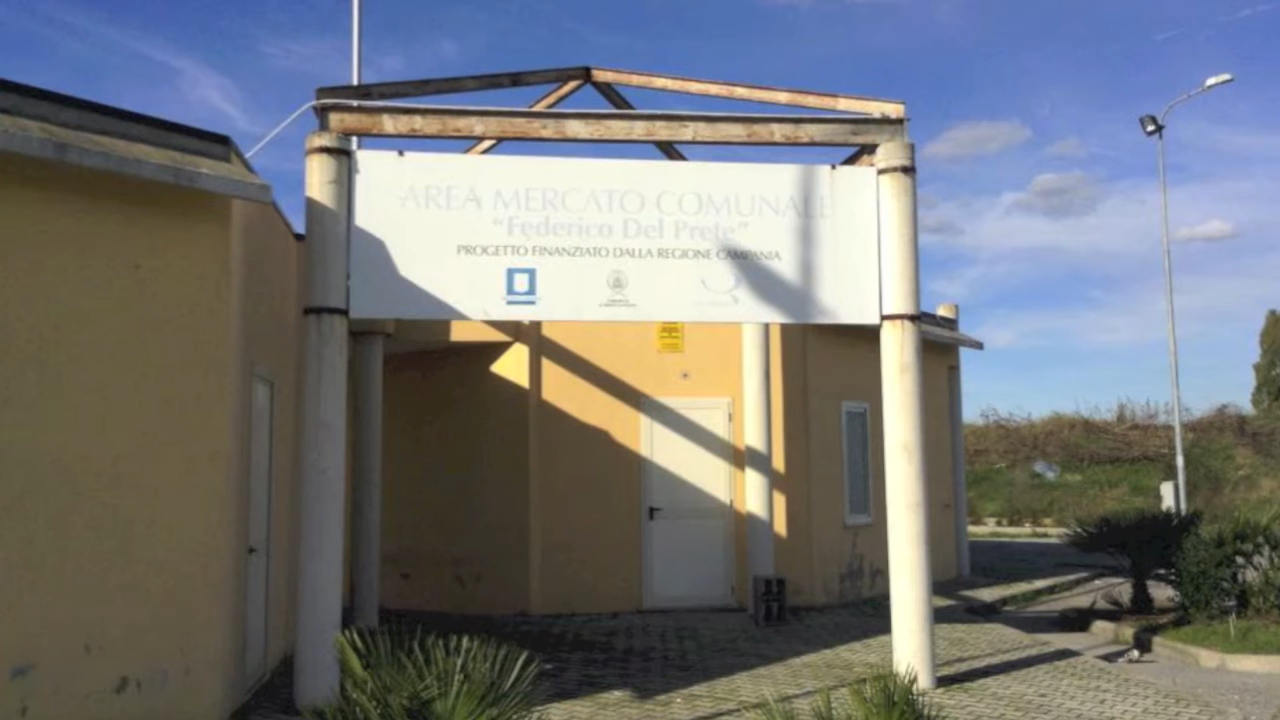 AREA MERCATO COMUNALE
"Federico Del Prete"
PROGETTO FINANZIATO DALLA REGIONE CAMPANIA